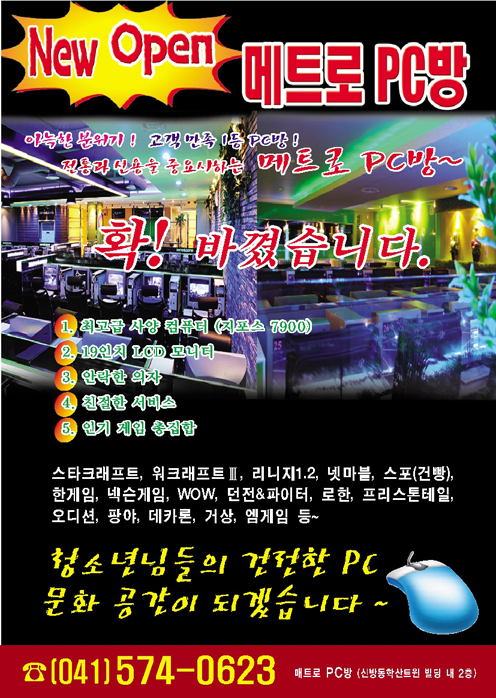 New Open
메트로 PC방
아늑한 분위기! 고객 만족 1등 PC방!
전통과 신용을 중요시하는 메트로 PC방~
확! 바꼈습니다.
1. 최고급 사양 컴퓨터 (지포스 7900)
2. 19인치 LCD 모니터
3. 안락한 의자
4. 친절한 서비스
5. 인기 게임 총집합
스타크래프트, 워크래프트Ⅲ, 리니지1.2, 넷마블, 스포(건빵),
한게임, 넥슨게임, WOW, 던전&파이터, 로한, 프리스톤테일,
오디션, 팡야, 데카론, 거상, 엠게임 등~
청소년님들의 건전한 PC
문화 공간이 되겠습니다~
☎(041)574-0623
메트로 PC방 (신방동학산트윈 빌딩 내 2층)